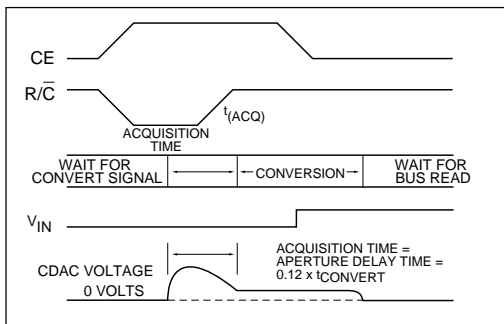 CE
R/C̅
t(ACQ)
ACQUISITION
TIME
WAIT FOR
CONVERT SIGNAL
CONVERSION
WAIT FOR
BUS READ
VIN
ACQUISITION TIME =
APERTURE DELAY TIME =
0.12 x tCONVERT
CDAC VOLTAGE
0 VOLTS